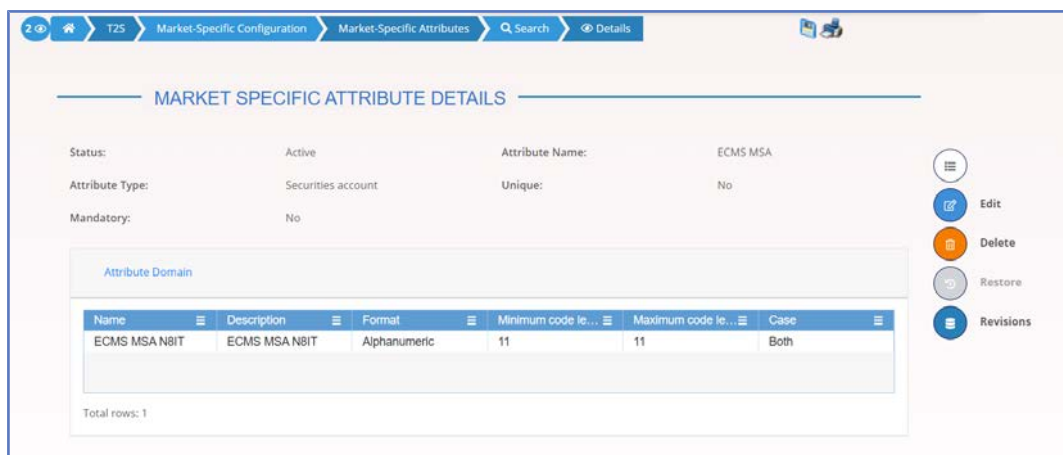 2 T2S Market-Specific Configuration Market-Specific Attributes Search Details
MARKET SPECIFIC ATTRIBUTE DETAILS
Status: Active Attribute Name: ECMS MSA
Attribute Type: Securities account Unique: No
Mandatory: No
Edit
Delete
Restore
Revisions
Attribute Domain
Name Description Format Minimum code le... Maximum code le... Case
ECMS MSA N8IT ECMS MSA N8IT Alphanumeric 11 11 Both
Total rows: 1